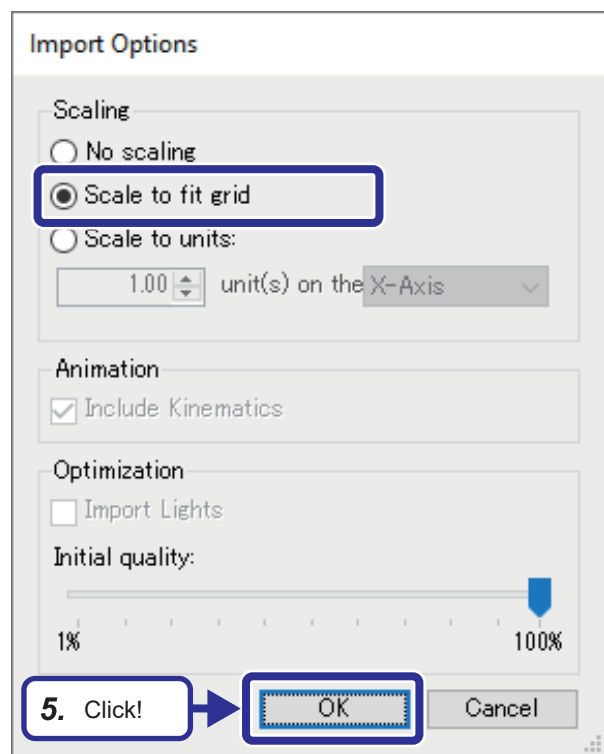 Import Options
Scaling
No scaling
Scale to fit grid
Scale to units:
1.00 unit(s) on the X-Axis
Animation
Include Kinematics
Optimization
Import Lights
Initial quality:
1% 100%
5. Click! OK Cancel